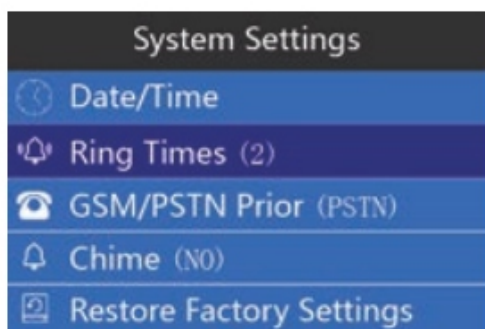 System Settings
Date/Time
Ring Times (2)
GSM/PSTN Prior (PSTN)
Chime (NO)
Restore Factory Settings